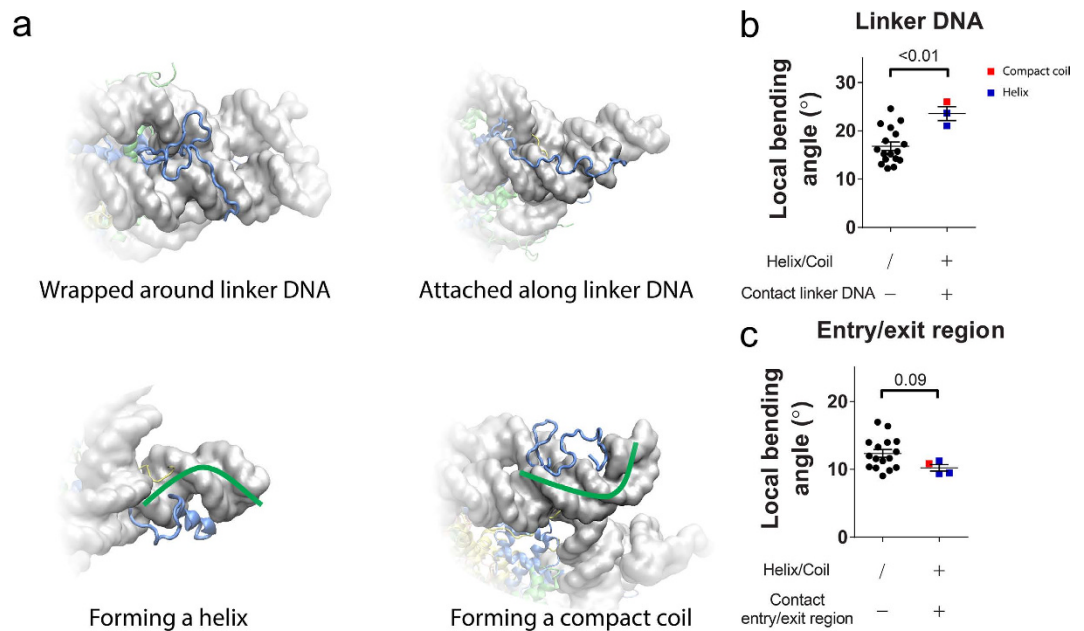 a
Wrapped around linker DNA
Attached along linker DNA
Forming a helix
Forming a compact coil
b
Linker DNA
<0.01
Compact coil
Helix
Local bending
angle (°)
30
20
10
0
Helix/Coil / +
Contact linker DNA − +
c
Entry/exit region
0.09
Local bending
angle (°)
20
10
0
Helix/Coil / +
Contact
entry/exit region − +